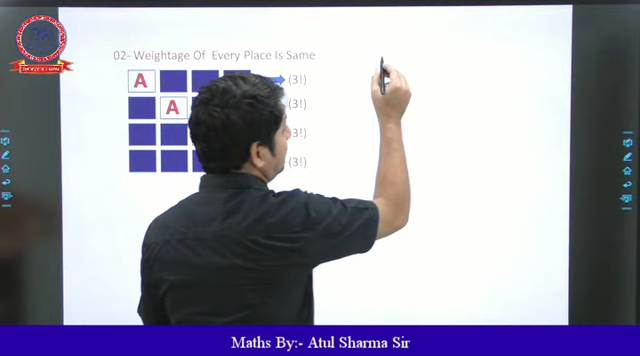 02- Weightage Of Every Place Is Same
A (3!)
A (3!)
(3!)
(3!)
Maths By:- Atul Sharma Sir